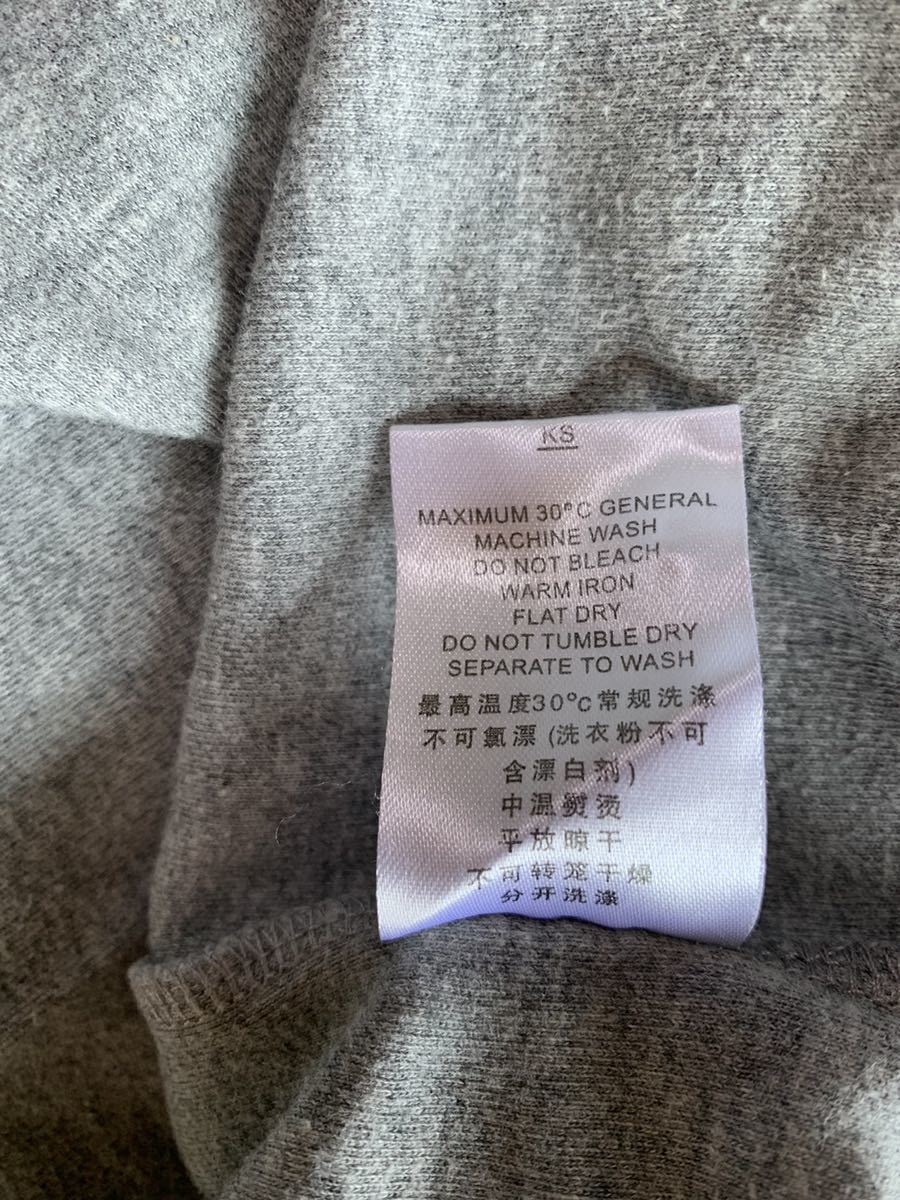 KS
MAXIMUM 30°C GENERAL
MACHINE WASH
DO NOT BLEACH
WARM IRON
FLAT DRY
DO NOT TUMBLE DRY
SEPARATE TO WASH
最高温度30°c常规洗涤
不可氯漂(洗衣粉不可
含漂白剂)
中温熨烫
平放晾干
不可转笼干燥
分开洗涤